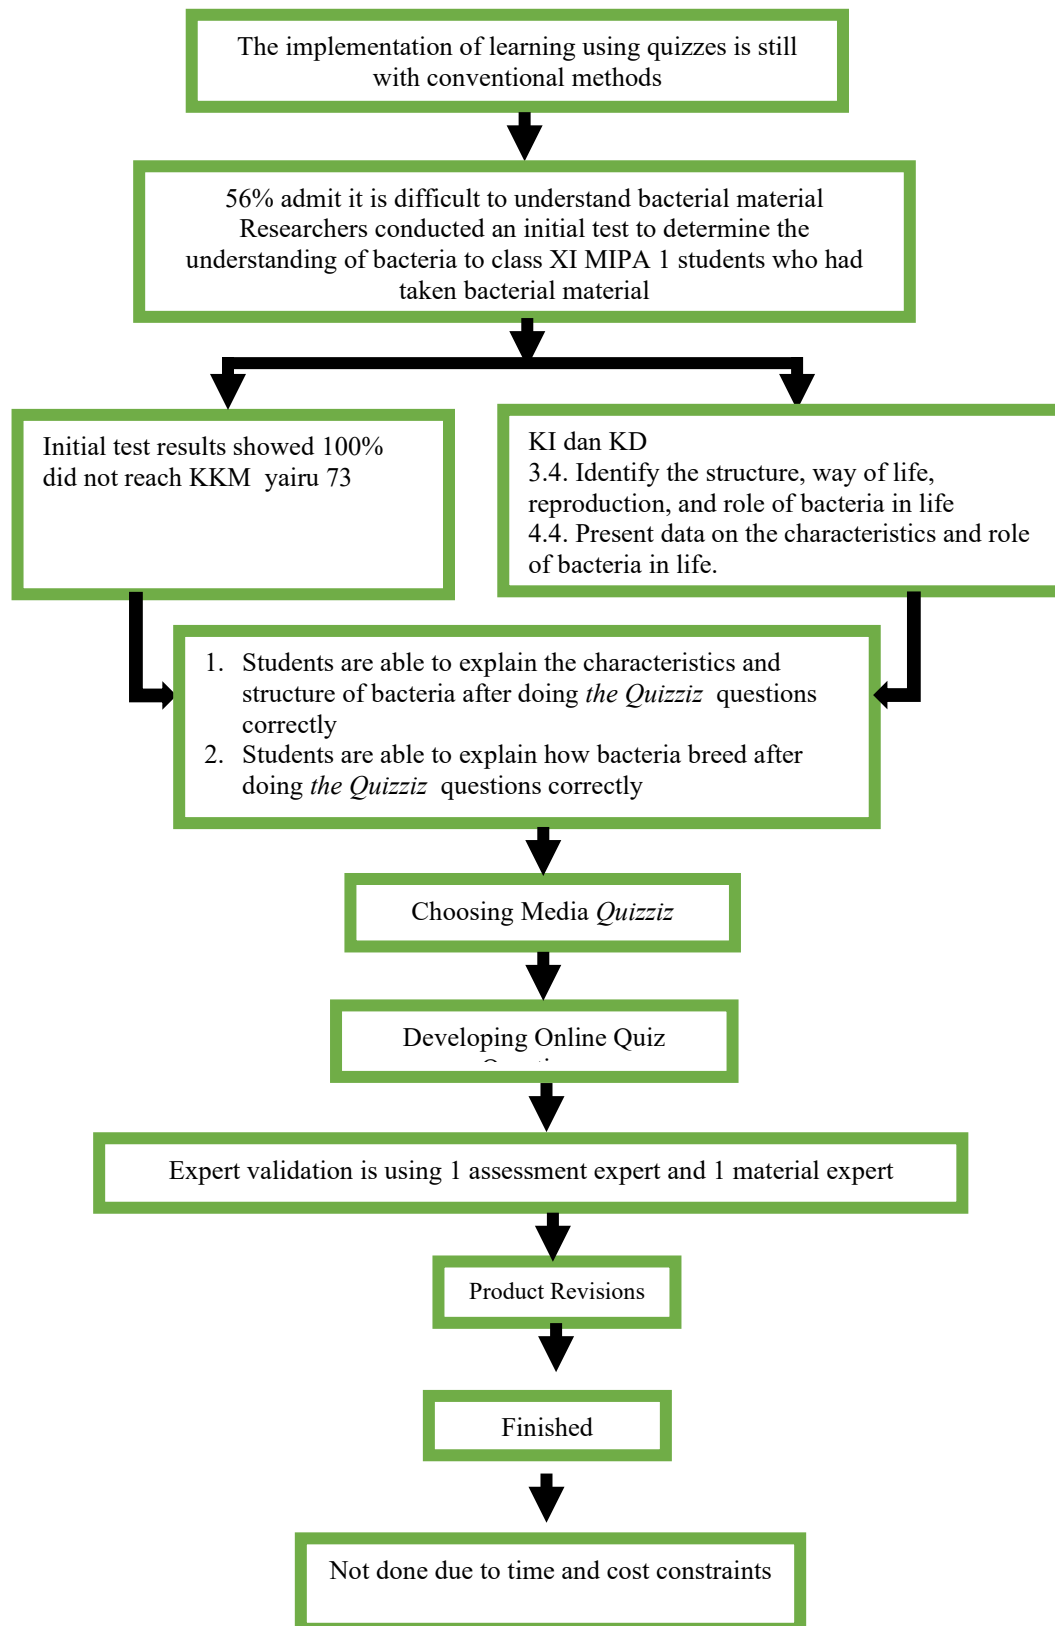 The implementation of learning using quizzes is still
with conventional methods
56% admit it is difficult to understand bacterial material
Researchers conducted an initial test to determine the
understanding of bacteria to class XI MIPA 1 students who had
taken bacterial material
Initial test results showed 100%
did not reach KKM yairu 73
KI dan KD
3.4. Identify the structure, way of life,
reproduction, and role of bacteria in life
4.4. Present data on the characteristics and role
of bacteria in life.
1. Students are able to explain the characteristics and
structure of bacteria after doing the Quizziz questions
correctly
2. Students are able to explain how bacteria breed after
doing the Quizziz questions correctly
Choosing Media Quizziz
Developing Online Quiz
Expert validation is using 1 assessment expert and 1 material expert
Product Revisions
Finished
Not done due to time and cost constraints